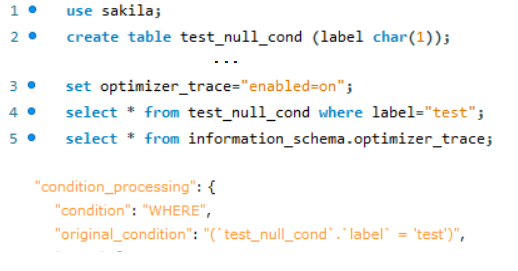 1 use sakila;
2 create table test_null_cond (label char(1));
...
3 set optimizer_trace="enabled=on";
4 select * from test_null_cond where label="test";
5 select * from information_schema.optimizer_trace;
"condition_processing": {
"condition": "WHERE",
"original_condition": "(`test_null_cond`.`label` = 'test')",